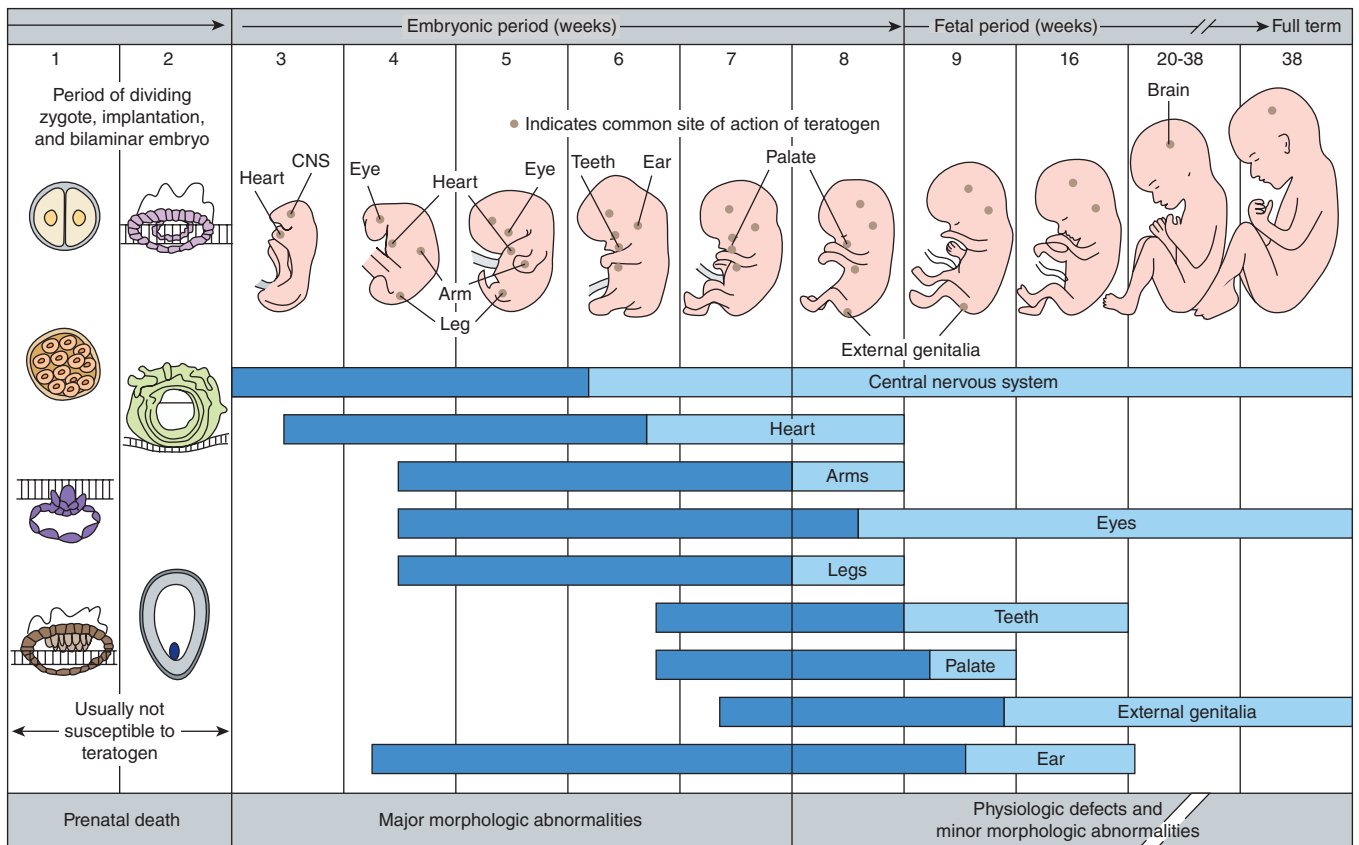 Embryonic period (weeks)
Fetal period (weeks)
Full term
1
2
3
4
5
6
7
8
9
16
20-38
38
Period of dividing
zygote, implantation,
and bilaminar embryo
Indicates common site of action of teratogen
Brain
CNS
Heart
Eye
Heart
Eye
Teeth
Ear
Palate
Arm
Leg
External genitalia
Central nervous system
Heart
Arms
Eyes
Legs
Teeth
Palate
External genitalia
Ear
Usually not
susceptible to
teratogen
Prenatal death
Major morphologic abnormalities
Physiologic defects and
minor morphologic abnormalities